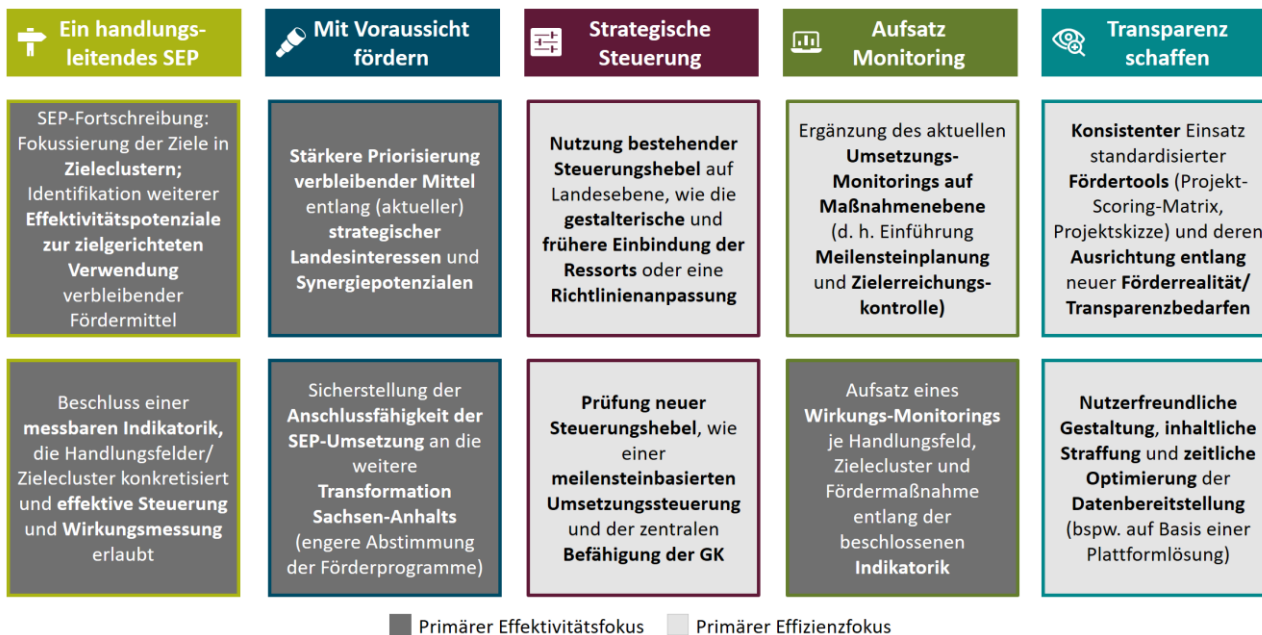 Ein handlungs-
leitendes SEP
Mit Voraussicht
fördern
Strategische
Steuerung
Aufsatz
Monitoring
Transparenz
schaffen
SEP-Fortschreibung:
Fokussierung der Ziele in
Zieleclustern;
Identifikation weiterer
Effektivitätspotenziale
zur zielgerichteten
Verwendung
verbleibender
Fördermittel
Stärkere Priorisierung
verbleibender Mittel
entlang (aktueller)
strategischer
Landesinteressen und
Synergiepotenzialen
Nutzung bestehender
Steuerungshebel auf
Landesebene, wie die
gestalterische und
frühere Einbindung der
Ressorts oder eine
Richtlinienanpassung
Ergänzung des aktuellen
Umsetzungs-
Monitorings auf
Maßnahmenebene
(d. h. Einführung
Meilensteinplanung
und Zielerreichungs-
kontrolle)
Konsistenter Einsatz
standardisierter
Fördertools (Projekt-
Scoring-Matrix,
Projektskizze) und deren
Ausrichtung entlang
neuer Förderrealität/
Transparenzbedarfen
Beschluss einer
messbaren Indikatorik,
die Handlungsfelder/
Zielecluster konkretisiert
und effektive Steuerung
und Wirkungsmessung
erlaubt
Sicherstellung der
Anschlussfähigkeit der
SEP-Umsetzung an die
weitere
Transformation
Sachsen-Anhalts
(engere Abstimmung
der Förderprogramme)
Prüfung neuer
Steuerungshebel, wie
einer
meilensteinbasierten
Umsetzungssteuerung
und der zentralen
Befähigung der GK
Aufsatz eines
Wirkungs-Monitorings
je Handlungsfeld,
Zielecluster und
Fördermaßnahme
entlang der
beschlossenen
Indikatorik
Nutzerfreundliche
Gestaltung, inhaltliche
Straffung und zeitliche
Optimierung der
Datenbereitstellung
(bspw. auf Basis einer
Plattformlösung)
Primärer Effektivitätsfokus
Primärer Effizienzfokus